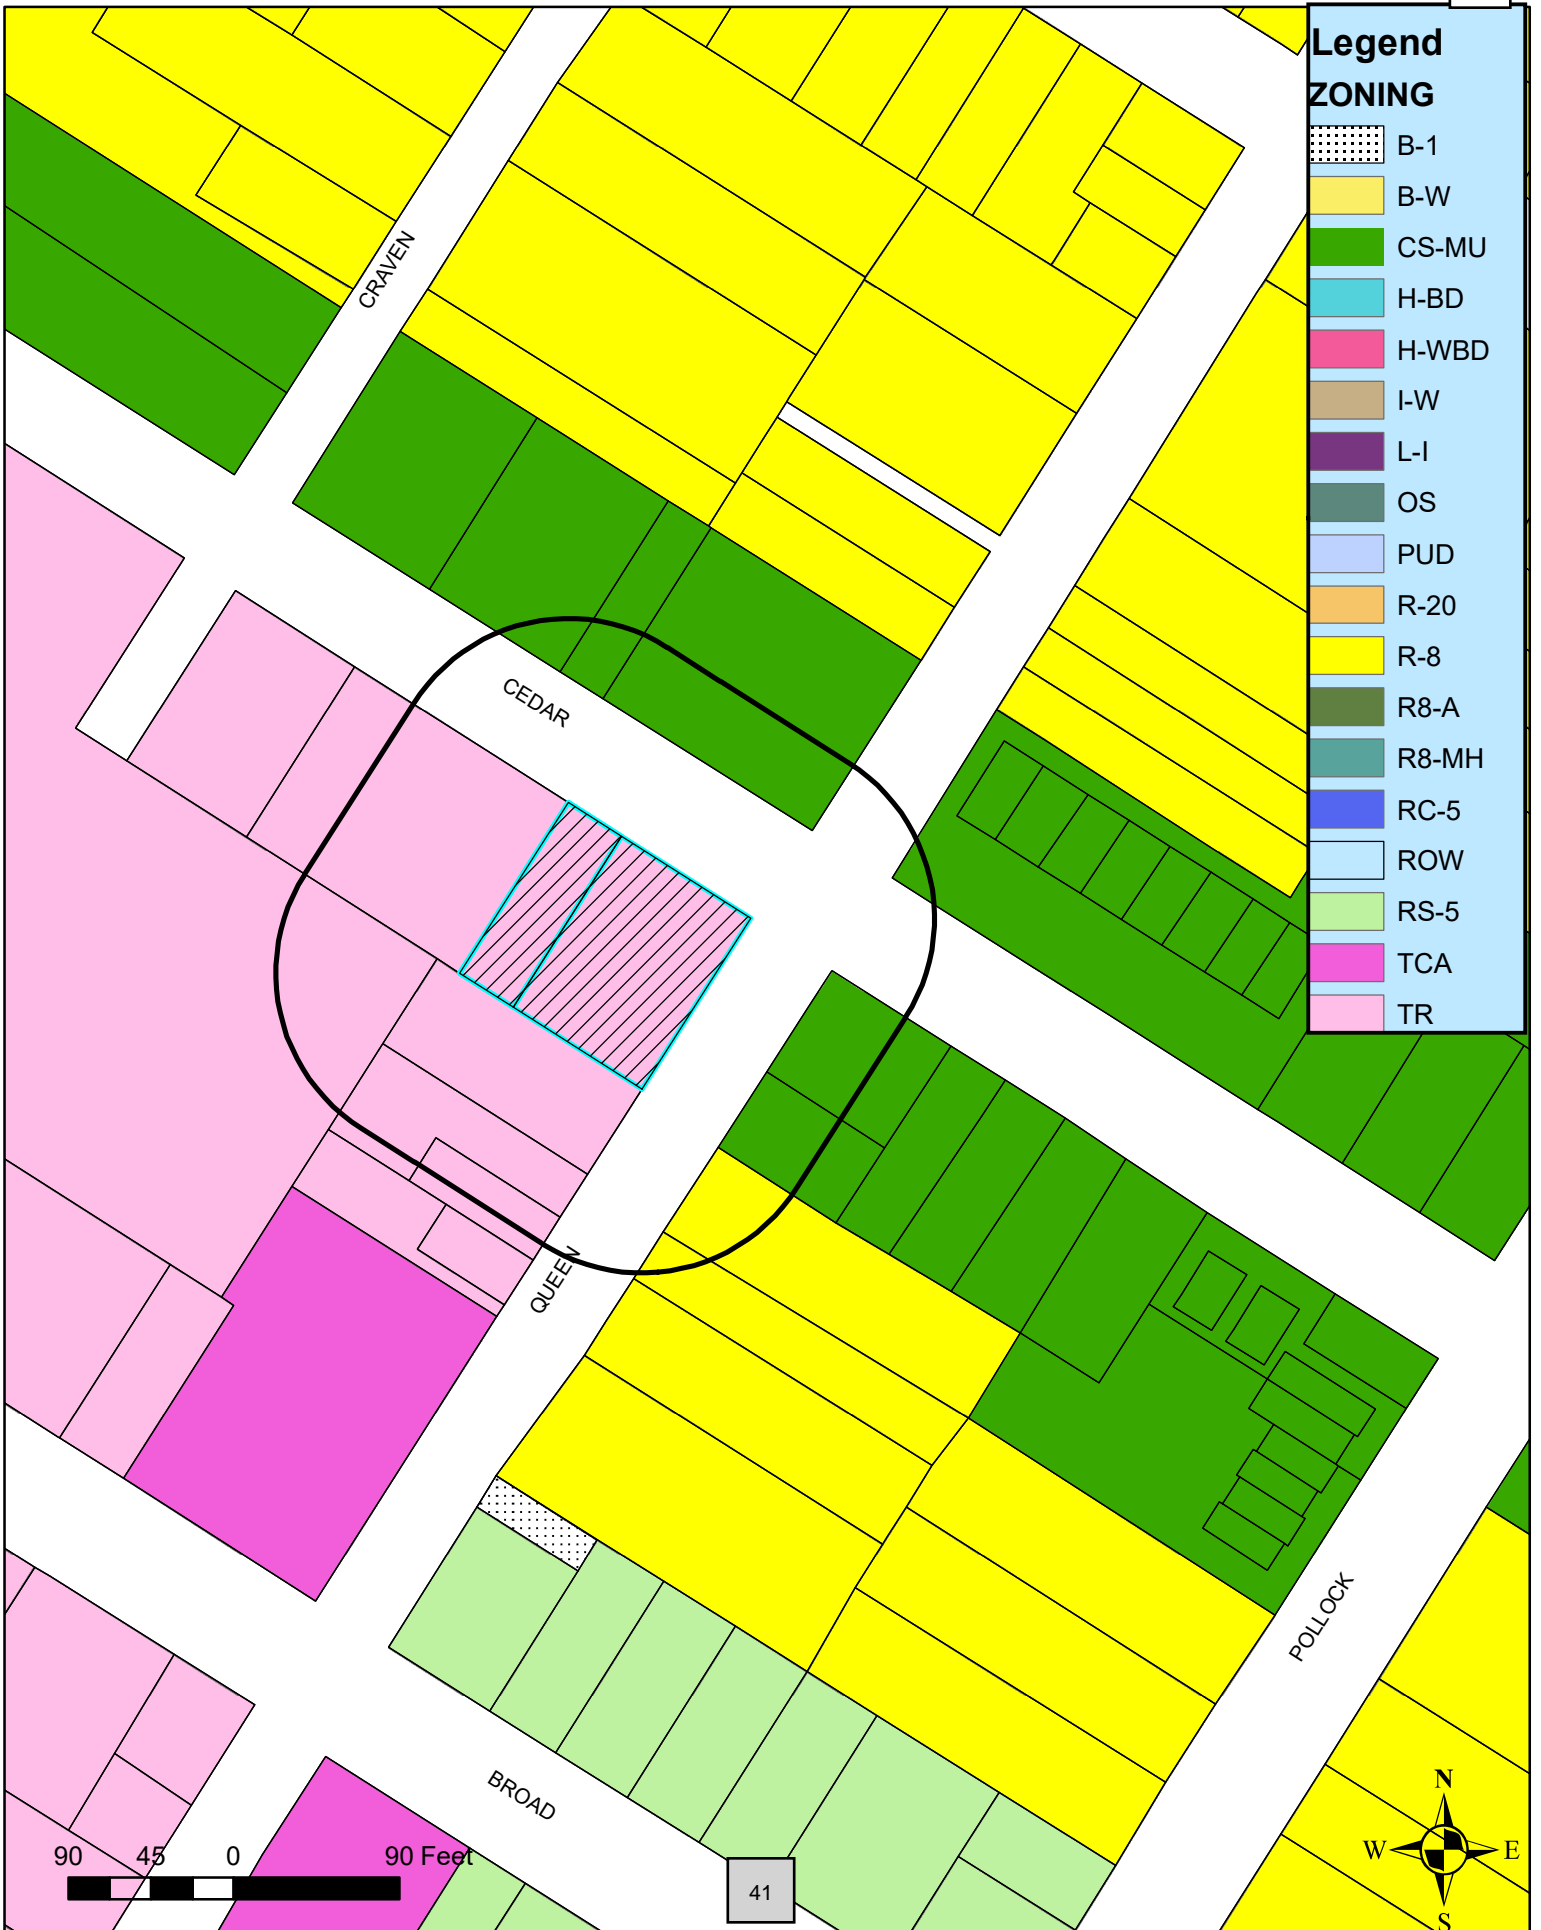 Legend
ZONING
B-1
B-W
CS-MU
H-BD
H-WBD
I-W
L-I
OS
PUD
R-20
R-8
R8-A
R8-MH
RC-5
ROW
RS-5
TCA
TR
CRAVEN
CEDAR
QUEEN
POLLOCK
BROAD
90 45 0 90 Feet
41
N
W E
S